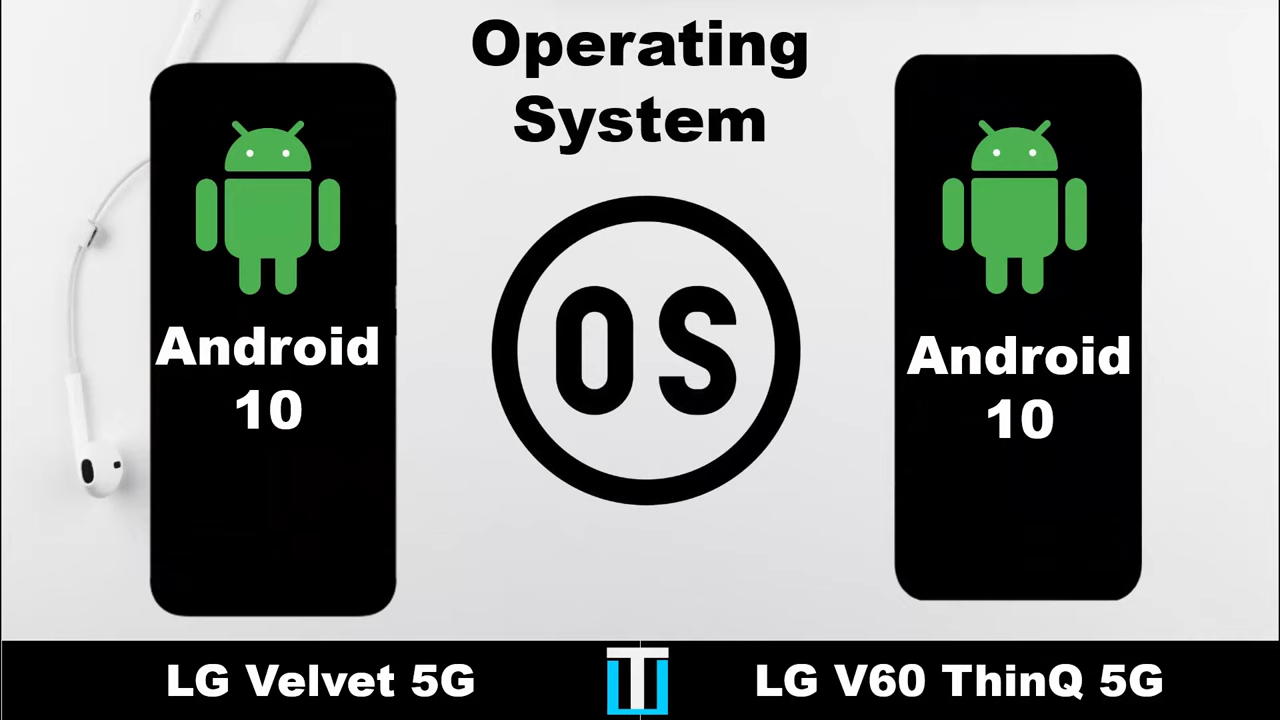 Operating
System
Android
10
OS
Android
10
LG Velvet 5G
LG V60 ThinQ 5G